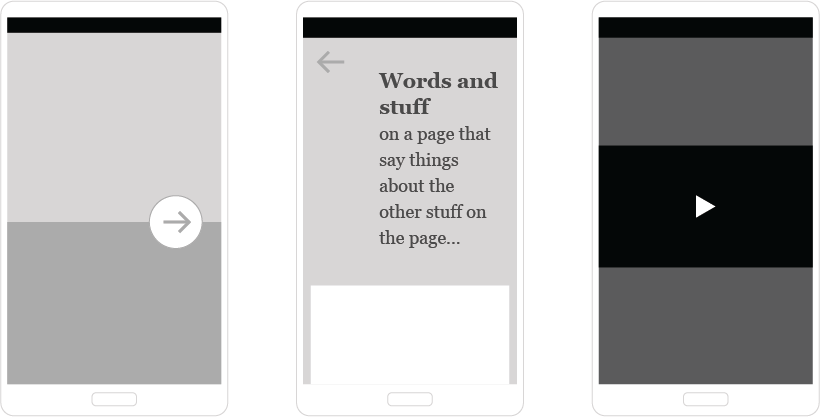 Words and
stuff
on a page that
say things
about the
other stuff on
the page...